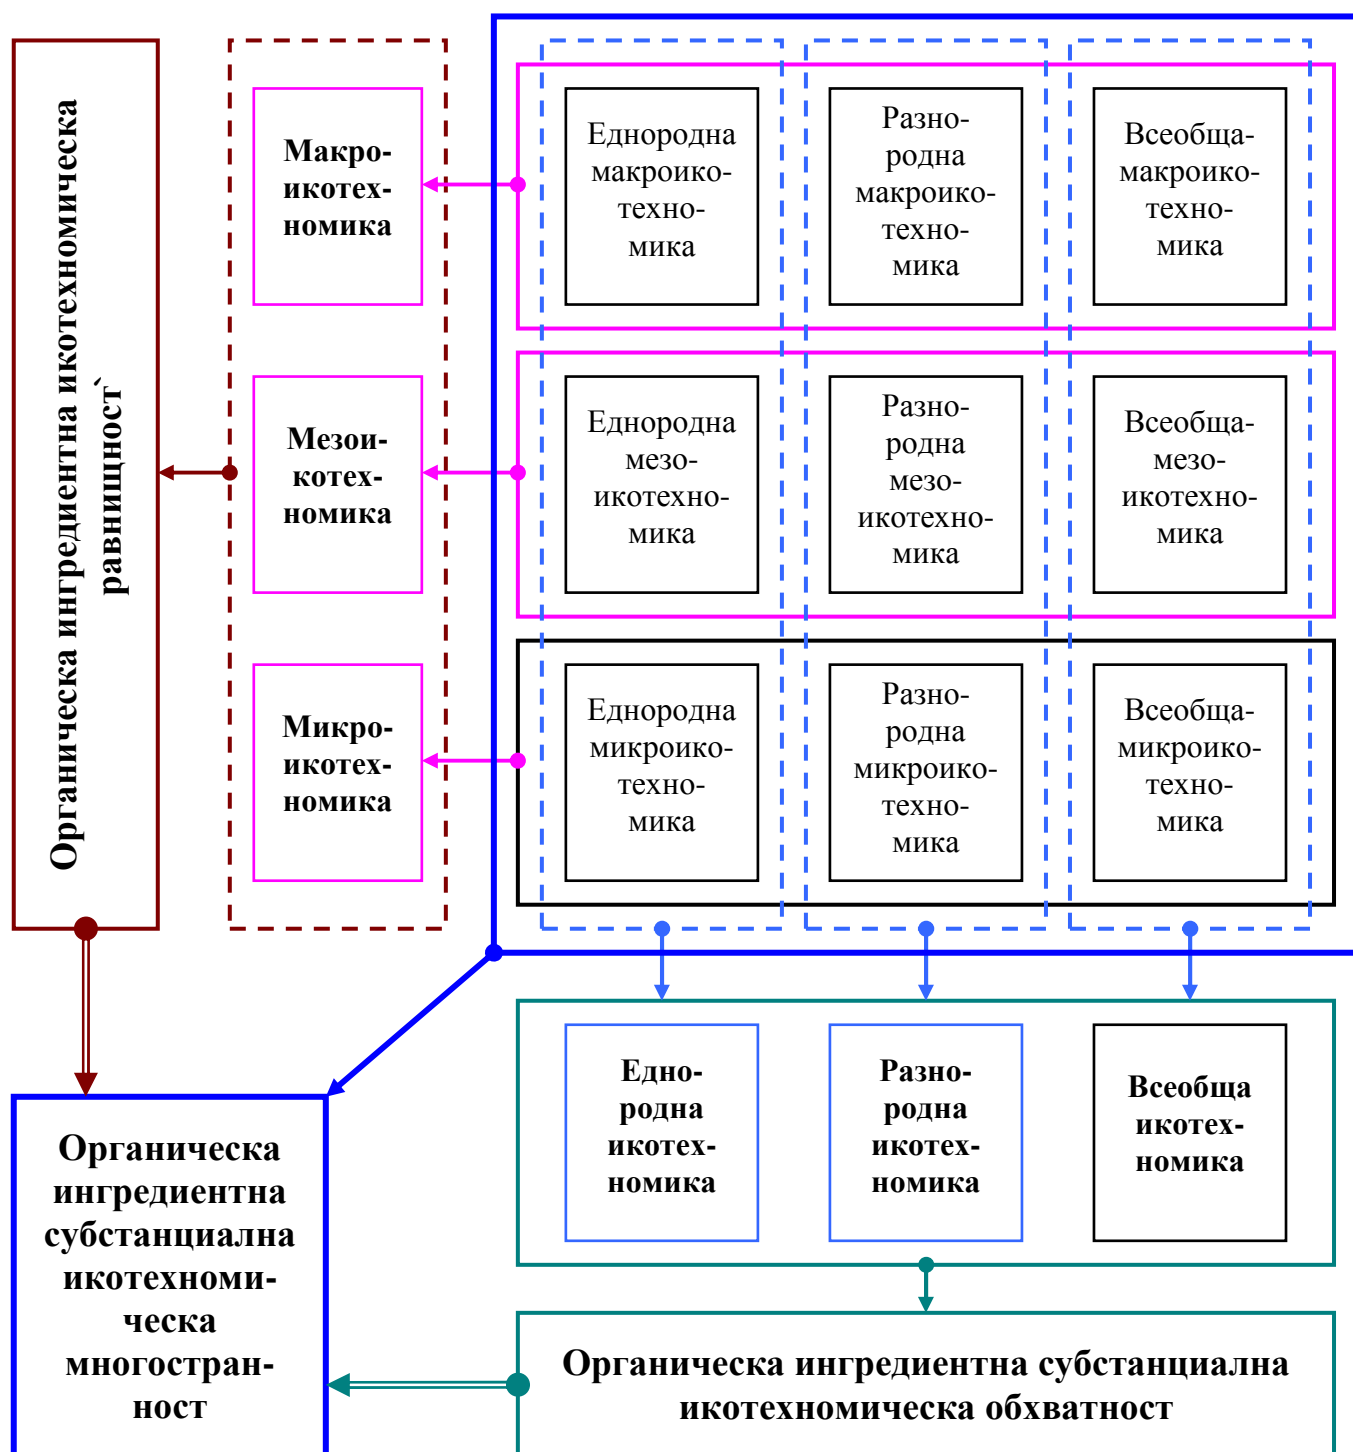 Органическа ингредиентна икотехномическа
равнищност`
Макро-
икотех-
номика
Еднородна
макроико-
техно-
мика
Разно-
родна
макроико-
техно-
мика
Всеобща-
макроико-
техно-
мика
Мезои-
котех-
номика
Еднородна
мезо-
икотехно-
мика
Разно-
родна
мезо-
икотехно-
мика
Всеобща-
мезо-
икотехно-
мика
Микро-
икотех-
номика
Еднородна
микроико-
техно-
мика
Разно-
родна
микроико-
техно-
мика
Всеобща-
микроико-
техно-
мика
Едно-
родна
икотех-
номика
Разно-
родна
икотех-
номика
Всеобща
икотех-
номика
Органическа
ингредиентна
субстанциална
икотехноми-
ческа
многостран-
ност
Органическа ингредиентна субстанциална
икотехномическа обхватност